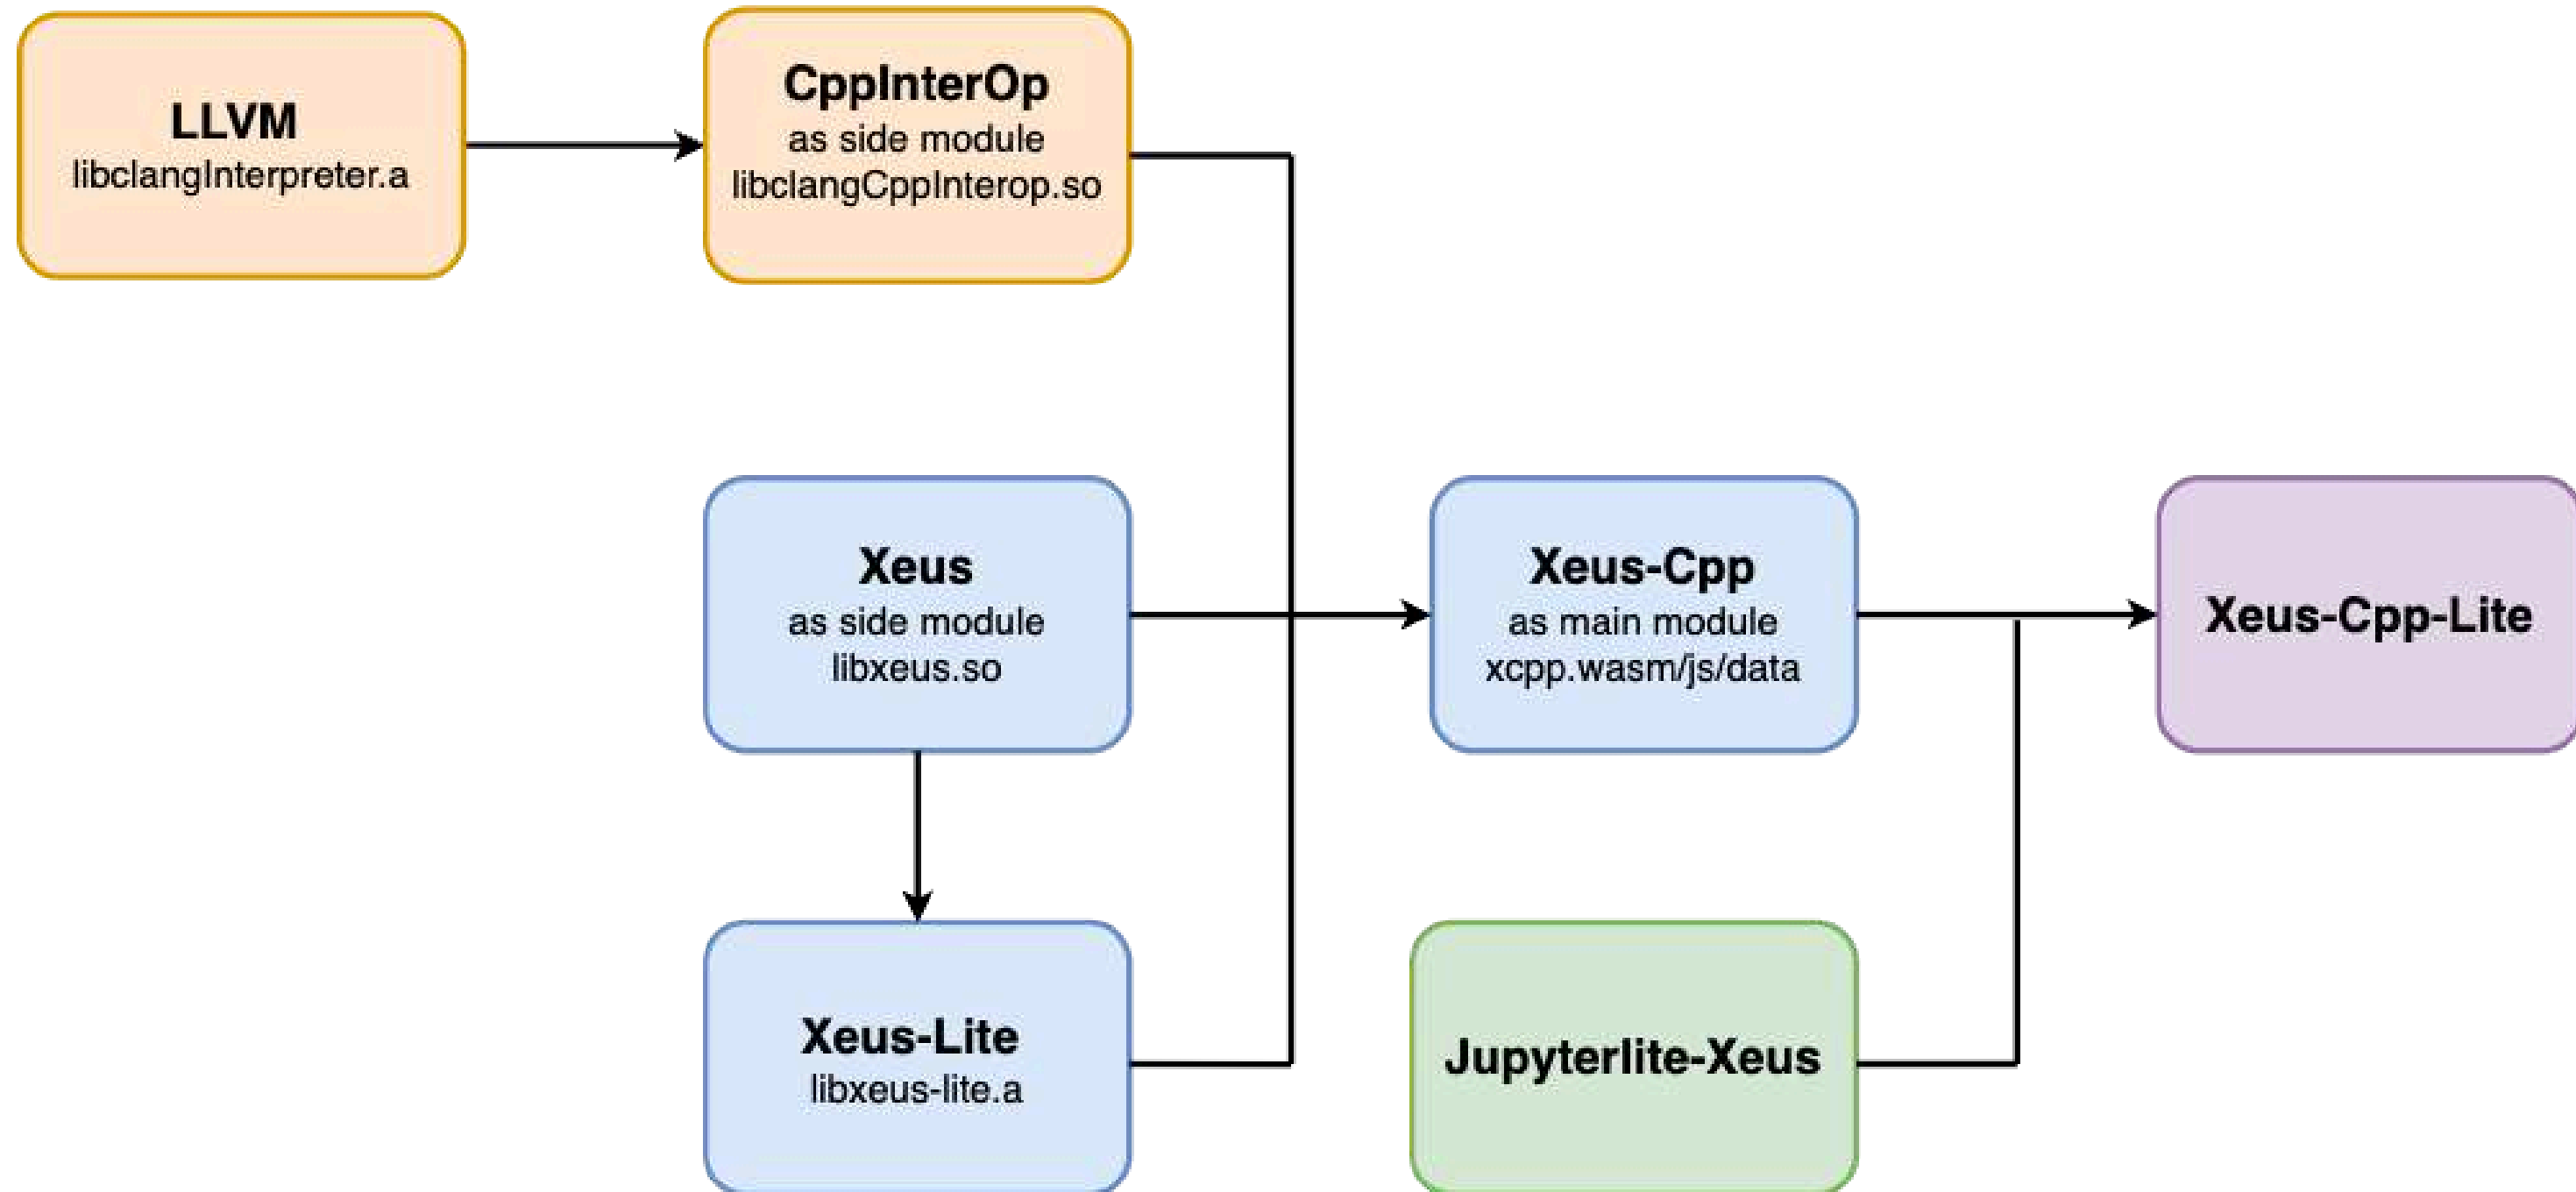 LLVM
libclangInterpreter.a
CppInterOp
as side module
libclangCppInterop.so
Xeus
as side module
libxeus.so
Xeus-Cpp
as main module
xcpp.wasm/js/data
Xeus-Cpp-Lite
Xeus-Lite
libxeus-lite.a
Jupyterlite-Xeus